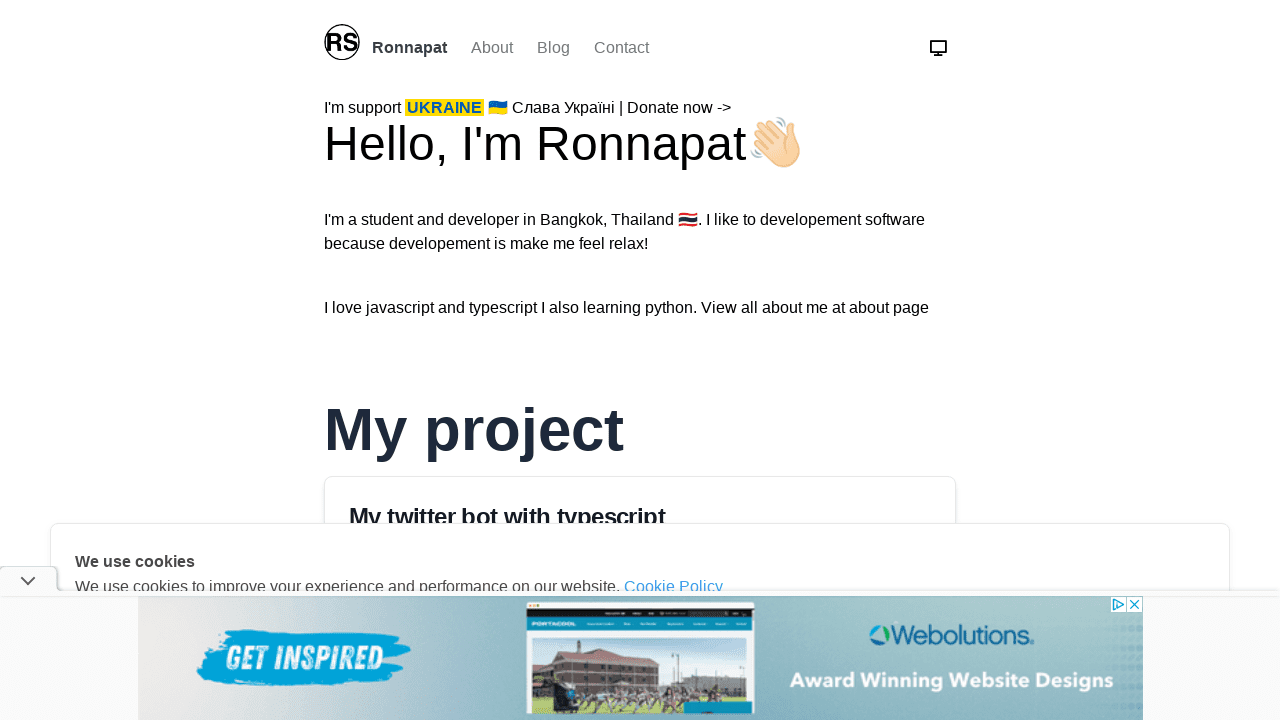 RS Ronnapat About Blog Contact
I'm support UKRAINE 🇺🇦 Слава Україні | Donate now ->
Hello, I'm Ronnapat👋🏻
I'm a student and developer in Bangkok, Thailand 🇹🇭. I like to developement software
because developement is make me feel relax!
I love javascript and typescript I also learning python. View all about me at about page
My project
My twitter bot with typescript
We use cookies
We use cookies to improve your experience and performance on our website. Cookie Policy
GET INSPIRED
PORTACOOL
Webolutions
Award Winning Website Designs